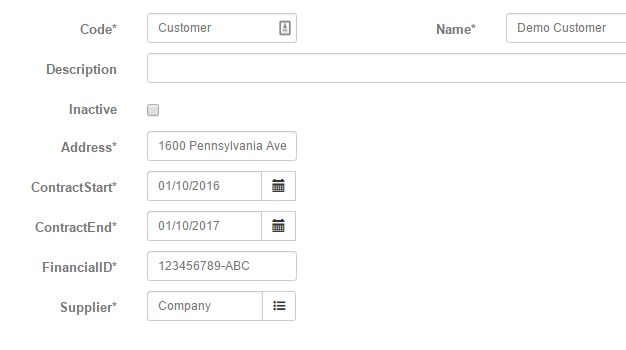 Code* Customer Name* Demo Customer
Description
Inactive
Address* 1600 Pennsylvania Ave
ContractStart* 01/10/2016
ContractEnd* 01/10/2017
FinancialID* 123456789-ABC
Supplier* Company